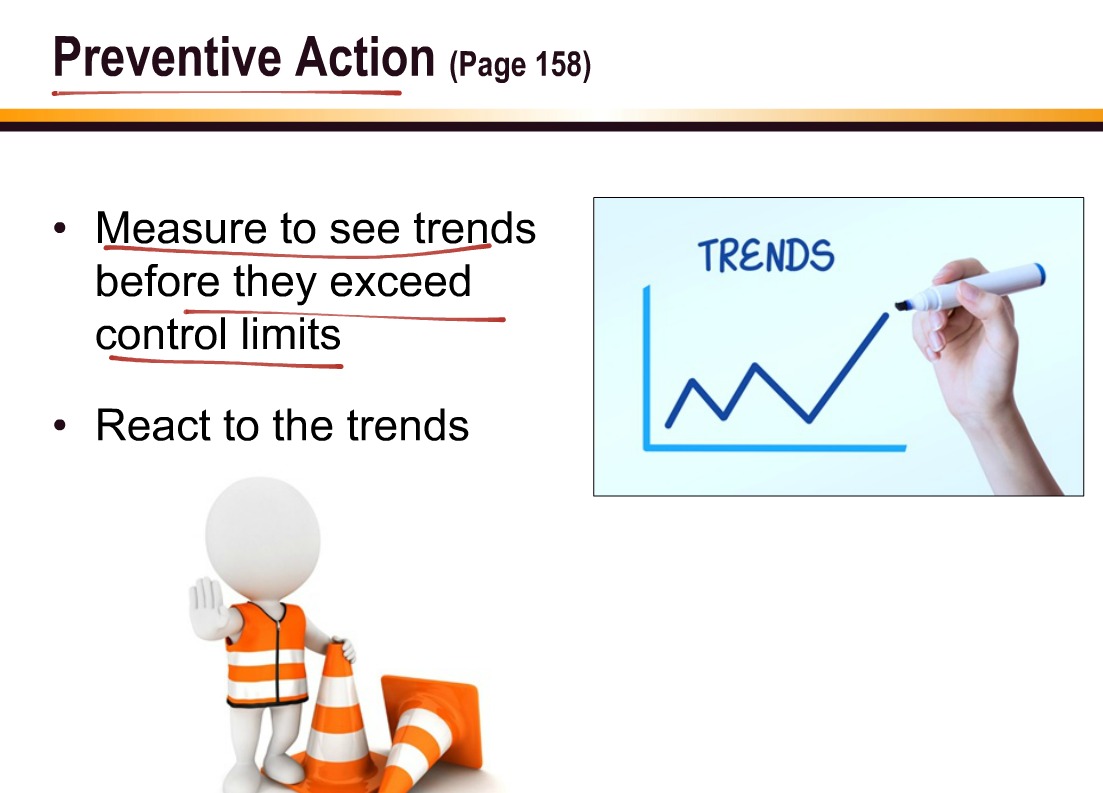 Preventive Action (Page 158)
• Measure to see trends
before they exceed
control limits
• React to the trends
TRENDS